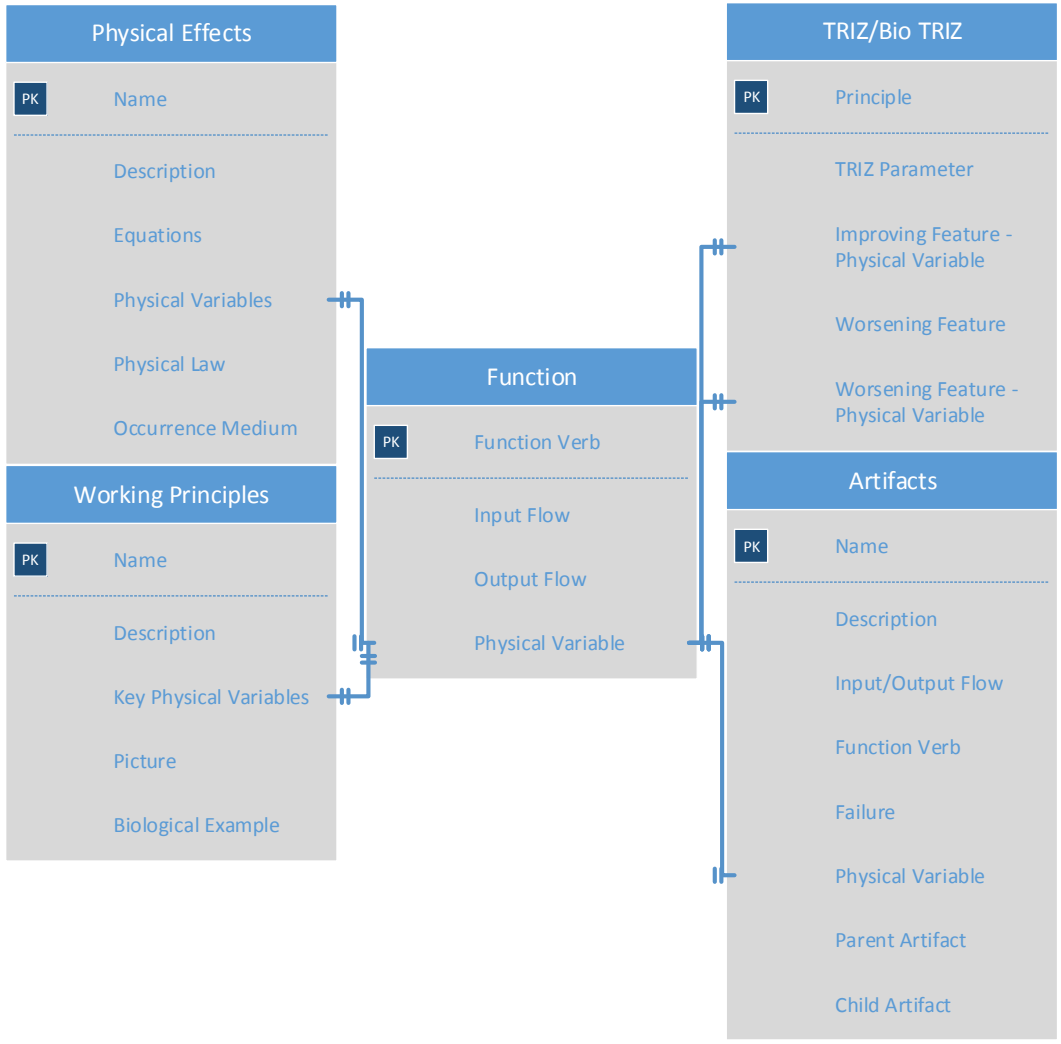 Physical Effects
PK
Name
Description
Equations
Physical Variables
Physical Law
Occurrence Medium
Working Principles
PK
Name
Description
Key Physical Variables
Picture
Biological Example
Function
PK
Function Verb
Input Flow
Output Flow
Physical Variable
TRIZ/Bio TRIZ
PK
Principle
TRIZ Parameter
Improving Feature -
Physical Variable
Worsening Feature
Worsening Feature -
Physical Variable
Artifacts
PK
Name
Description
Input/Output Flow
Function Verb
Failure
Physical Variable
Parent Artifact
Child Artifact